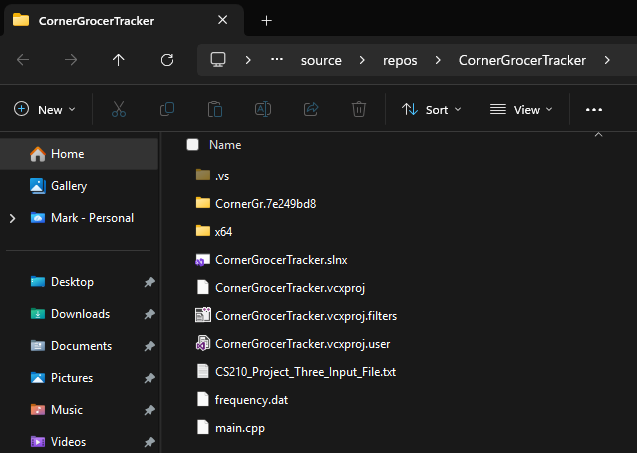 CornerGrocerTracker
source repos CornerGrocerTracker
New Sort View
Name
Home
Gallery
Mark - Personal
Desktop
Downloads
Documents
Pictures
Music
Videos
.vs
CornerGr.7e249bd8
x64
CornerGrocerTracker.slnx
CornerGrocerTracker.vcxproj
CornerGrocerTracker.vcxproj.filters
CornerGrocerTracker.vcxproj.user
CS210_Project_Three_Input_File.txt
frequency.dat
main.cpp